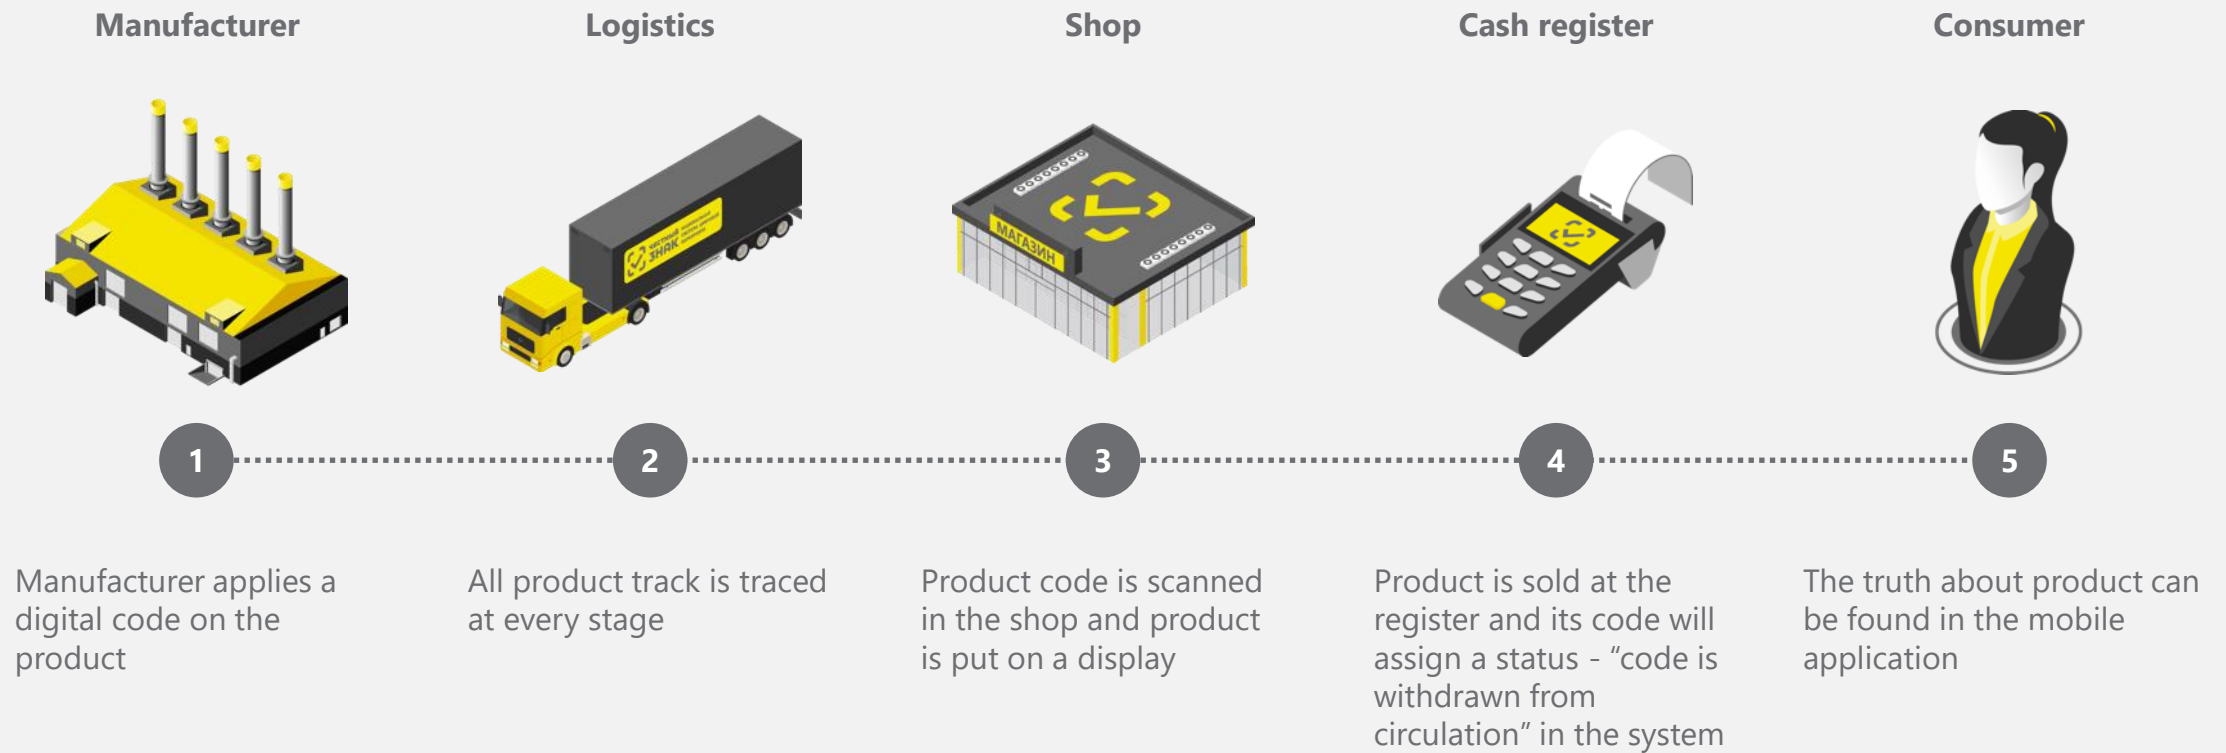 Manufacturer
Logistics
Shop
Cash register
Consumer
ЧЕСТНЫЙ
ЗНАК
МАГАЗИН
1
2
3
4
5
Manufacturer applies a
digital code on the
product
All product track is traced
at every stage
Product code is scanned
in the shop and product
is put on a display
Product is sold at the
register and its code will
assign a status - “code is
withdrawn from
circulation” in the system
The truth about product can
be found in the mobile
application